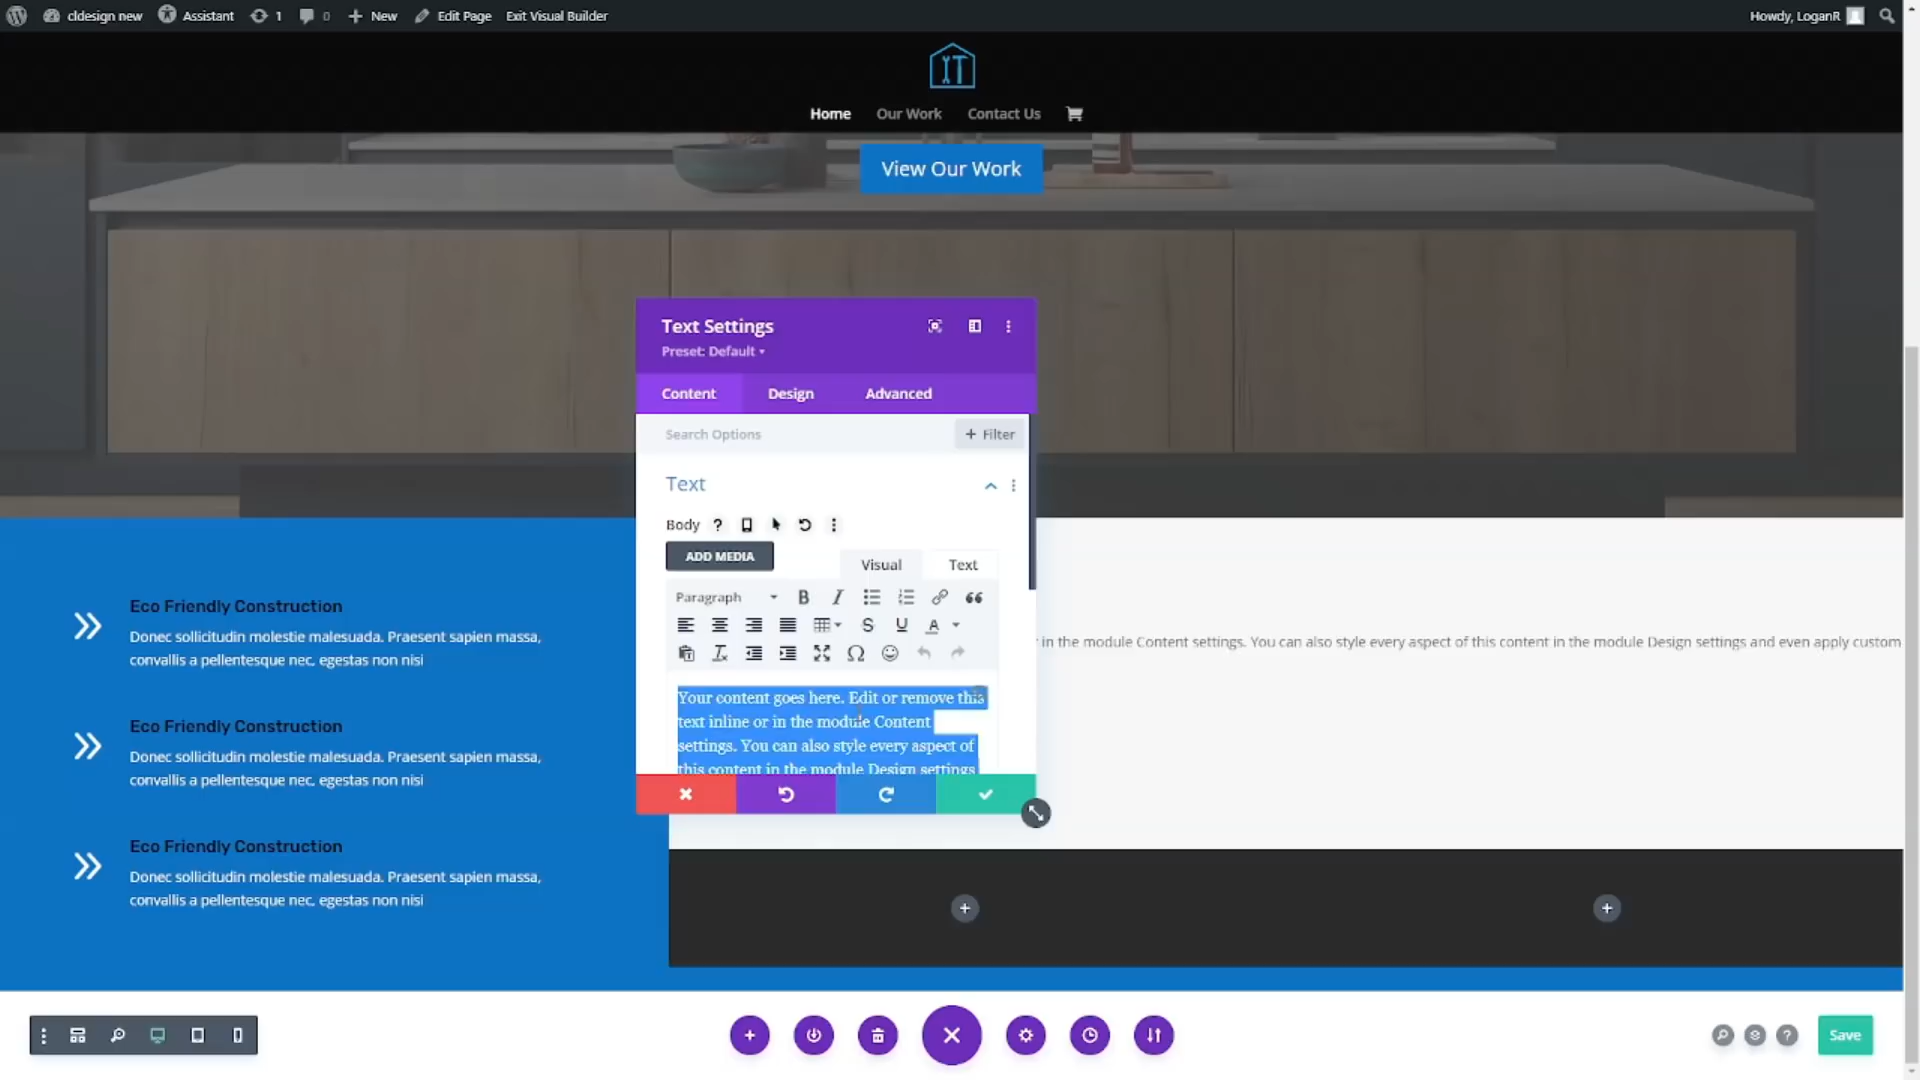 cldesign new Assistant 1 0 New Edit Page Exit Visual Builder Howdy, LoganR
IT
Home Our Work Contact Us
View Our Work
Text Settings
Preset: Default
Content Design Advanced
Search Options + Filter
Text
Body ?
ADD MEDIA
Visual Text
Paragraph B I
S U A
Your content goes here. Edit or remove this
text inline or in the module Content
settings. You can also style every aspect of
this content in the module Design settings
in the module Content settings. You can also style every aspect of this content in the module Design settings and even apply custom
Eco Friendly Construction
Donec sollicitudin molestie malesuada. Praesent sapien massa,
convallis a pellentesque nec, egestas non nisi
Eco Friendly Construction
Donec sollicitudin molestie malesuada. Praesent sapien massa,
convallis a pellentesque nec, egestas non nisi
Eco Friendly Construction
Donec sollicitudin molestie malesuada. Praesent sapien massa,
convallis a pellentesque nec, egestas non nisi
? Save